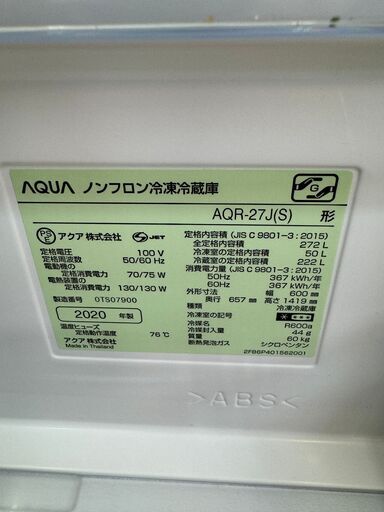 AQUA ノンフロン冷凍冷蔵庫
G
AQR-27J(S) 形
PS E アクア 株式会社 JET
定格電圧 100 V
定格周波数 50/60 Hz
電動機の
定格消費電力 70/75 W
電熱装置の
定格消費電力 130/130 W
製造番号 0TS07900
2020 年製
温度ヒューズ
定格動作温度 76℃
アクア 株式会社
Made in Thailand
定格内容積 (JIS C 9801-3 : 2015)
全定格内容積 272 L
冷凍室の定格内容積 50 L
冷蔵室の定格内容積 222 L
消費電力量 (JIS C 9801-3 : 2015)
50Hz 367 kWh/年
60Hz 367 kWh/年
外形寸法 幅 600 mm
奥行 657 mm 高さ 1419 mm
種類 冷凍冷蔵庫
冷凍室の記号
冷媒名 R600a
冷媒封入量 44 g
質量 60 kg
断熱発泡ガス シクロペンタン
2FB6P401562001
>ABS<